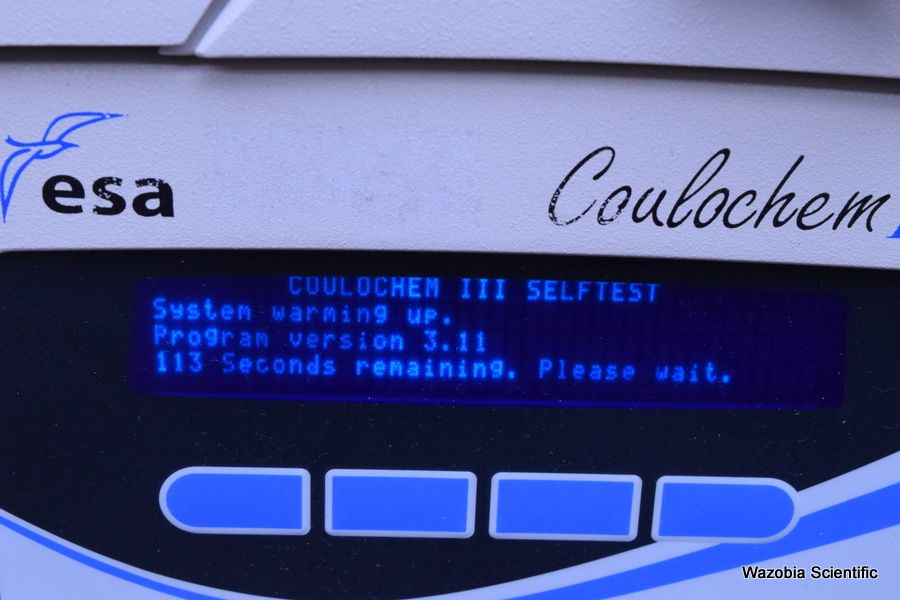 esa
Coulochem
COULOCHEM III SELFTEST
System warming up.
Program version 3.11
113 Seconds remaining. Please wait.
Wazobia Scientific